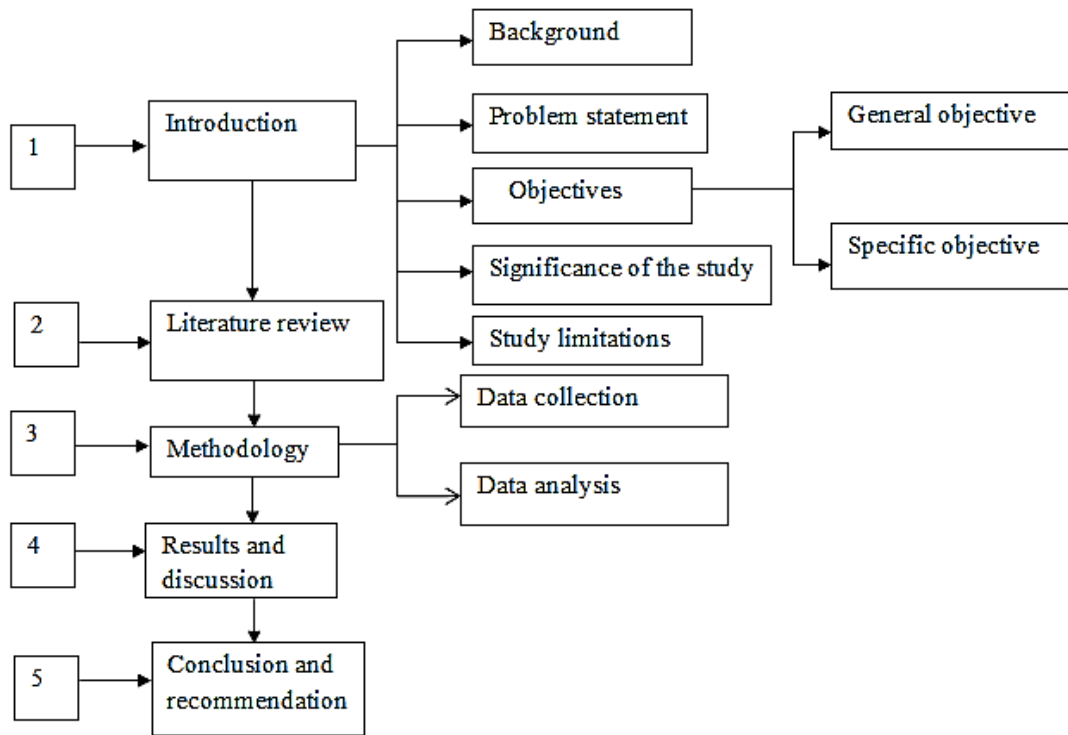 Background
Problem statement
General objective
1
Introduction
Objectives
Specific objective
Significance of the study
2
Literature review
Study limitations
Data collection
3
Methodology
Data analysis
4
Results and
discussion
5
Conclusion and
recommendation